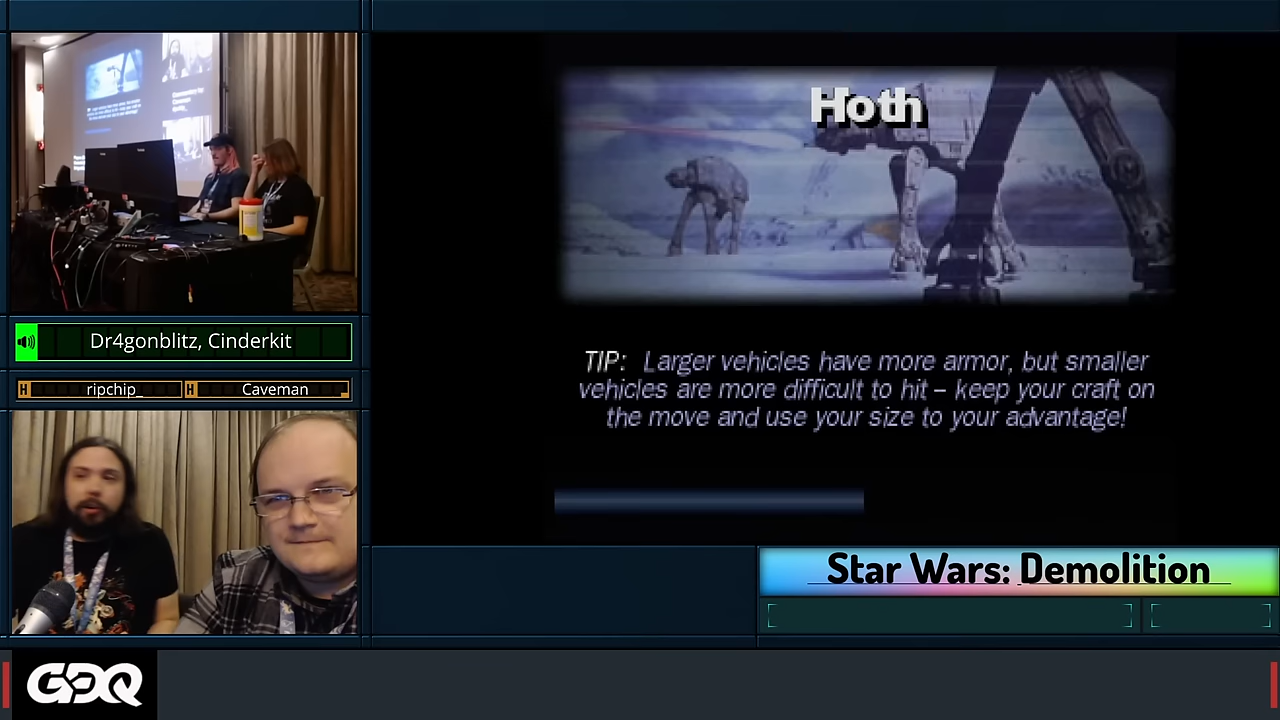 Hoth
Dr4gonblitz, Cinderkit
H ripchip_ H Caveman
TIP: Larger vehicles have more armor, but smaller
vehicles are more difficult to hit – keep your craft on
the move and use your size to your advantage!
Star Wars: Demolition
GDQ